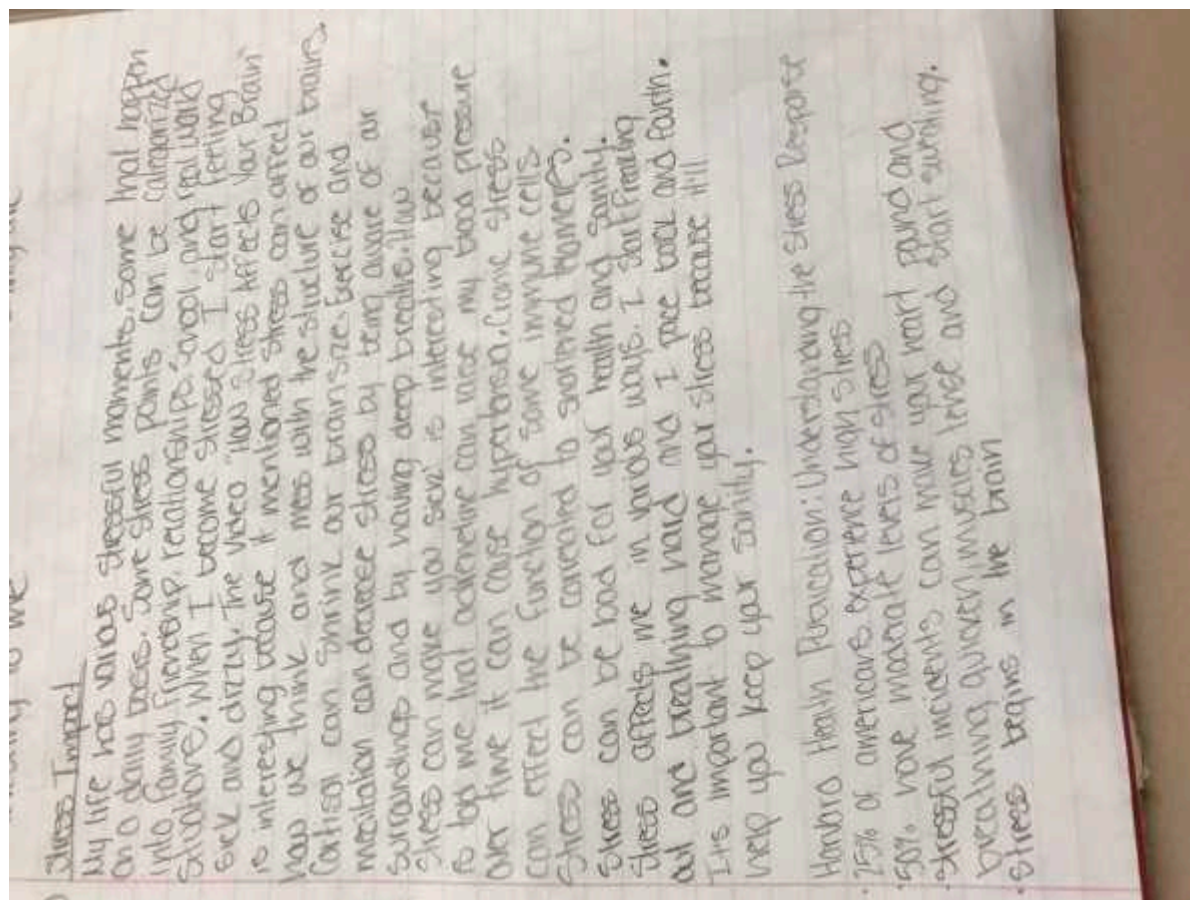 Stress Impact
My life has various stressful moments, some that happen
on a daily basis. Some stress points can be categorized
into family, friendship, relationships, school, and real world
situations. When I become stressed I start feeling
sick and dizzy. The video "How Stress Affects Your Brain"
is interesting because it mentioned stress can affect
how we think and mess with the structure of our brains.
Cortisol can shrink our brain size. Exercise and
meditation can decrease stress by being aware of our
surroundings and by having deep breaths. "How
stress can make you sick" is interesting because
to me that adreneline can raise my blood pressure
over time it can cause hypertensia. Cronic stress
can effect the function of some immune cells
Stress can be correlated to shortened
Stress can be bad for your health and sanity.
Stress affects me in various ways. I start freaking
out and breathing hard and I pace back and fourth.
It is important to manage your stress because it'll
help you keep your sanity.
Health Publication: Understanding the Stress Response
· 25% of americans experience high stress
· 50% have moderate levels of stress
· Stressful incidents can make your heart pound and
breathing quicken, muscles tense and start sweating.
· Stress begins in the brain